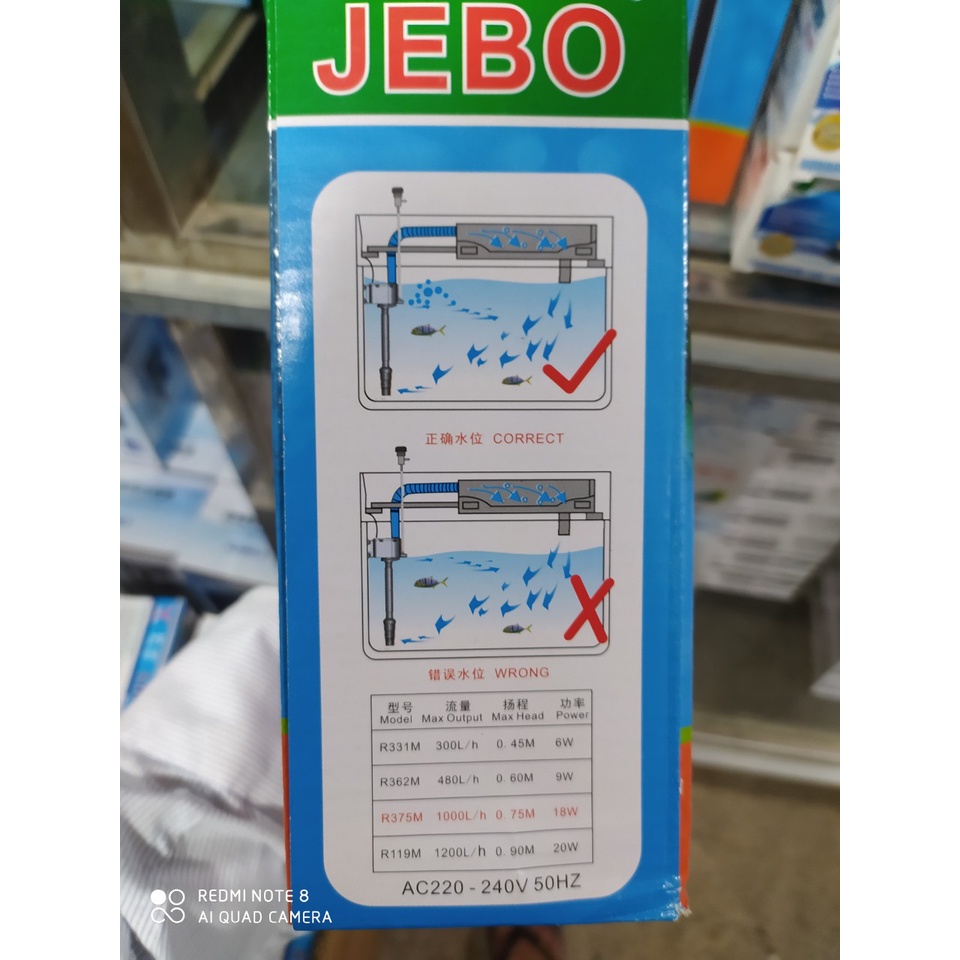 JEBO
正确水位 CORRECT
错误水位 WRONG
型号 流量 扬程 功率
Model Max Output Max Head Power
R331M 300L/h 0.45M 6W
R362M 480L/h 0.60M 9W
R375M 1000L/h 0.75M 18W
R119M 1200L/h 0.90M 20W
AC220 - 240V 50HZ
REDMI NOTE 8
AI QUAD CAMERA